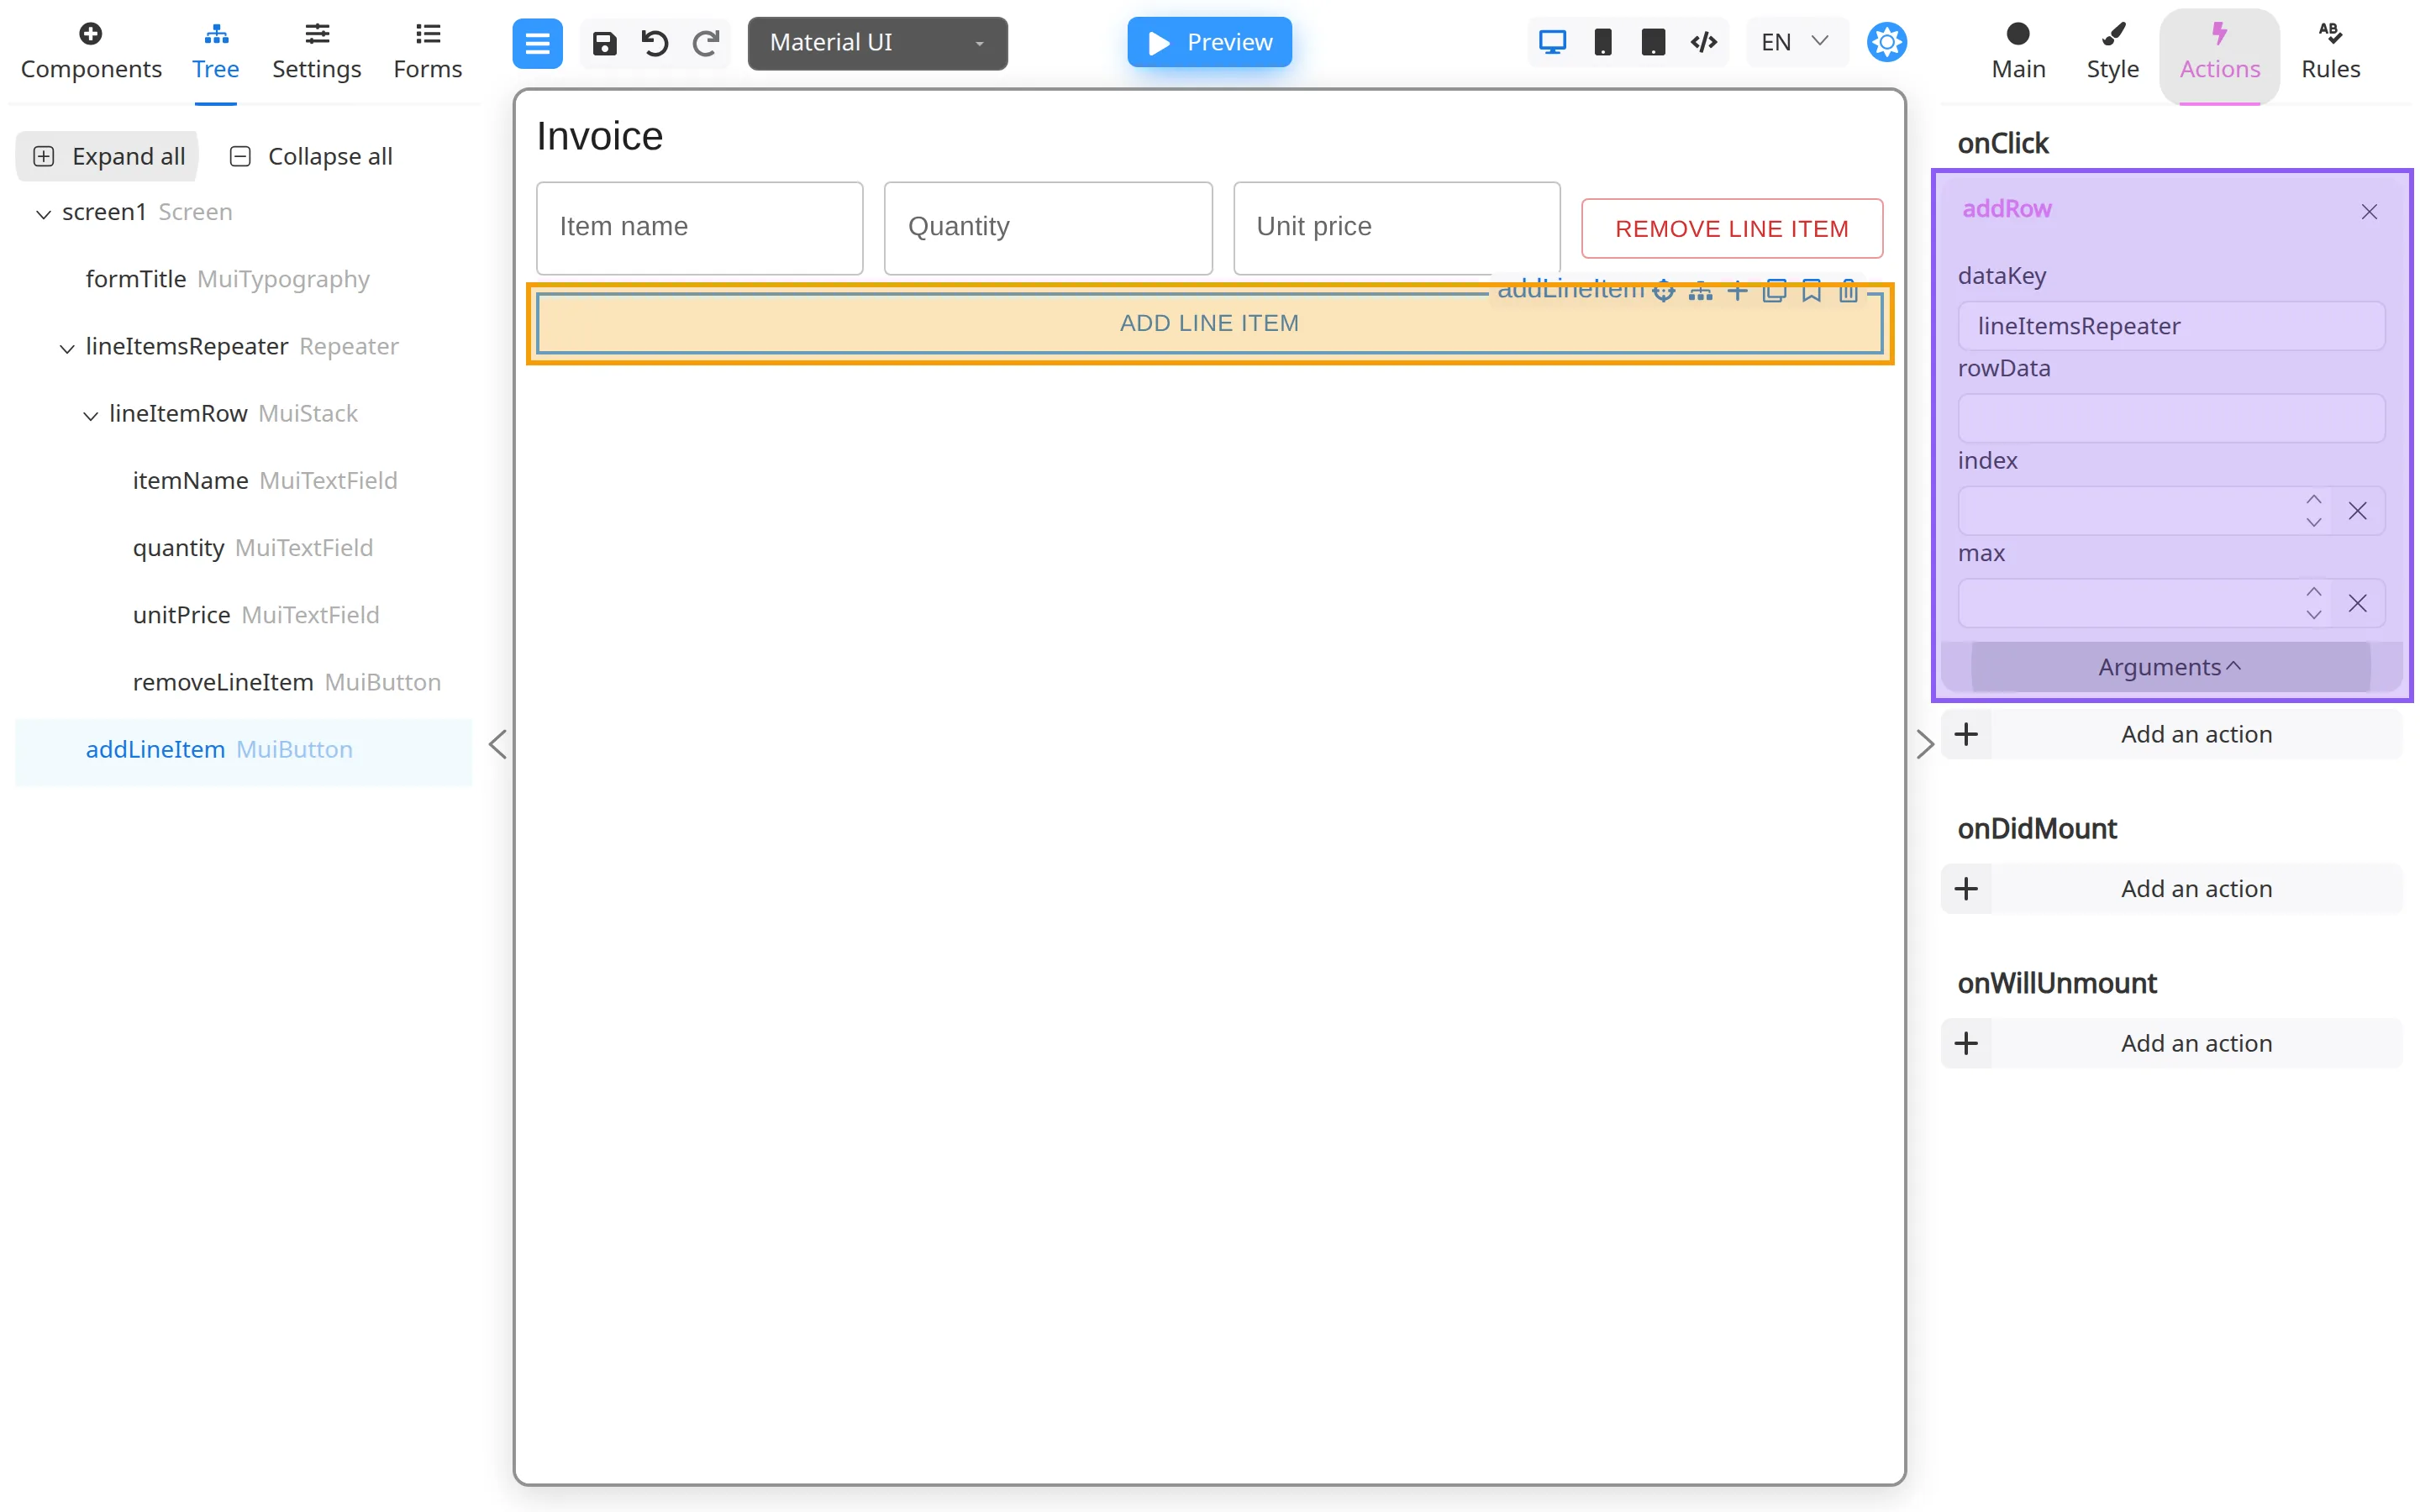 Components Tree Settings Forms
Material UI
Preview
EN
Main Style Actions Rules
Expand all Collapse all
screen1 Screen
formTitle MuiTypography
lineItemsRepeater Repeater
lineItemRow MuiStack
itemName MuiTextField
quantity MuiTextField
unitPrice MuiTextField
removeLineItem MuiButton
addLineItem MuiButton
Invoice
Item name Quantity Unit price REMOVE LINE ITEM
addLineItem
ADD LINE ITEM
onClick
addRow
dataKey
lineItemsRepeater
rowData
index
max
Arguments
Add an action
onDidMount
Add an action
onWillUnmount
Add an action